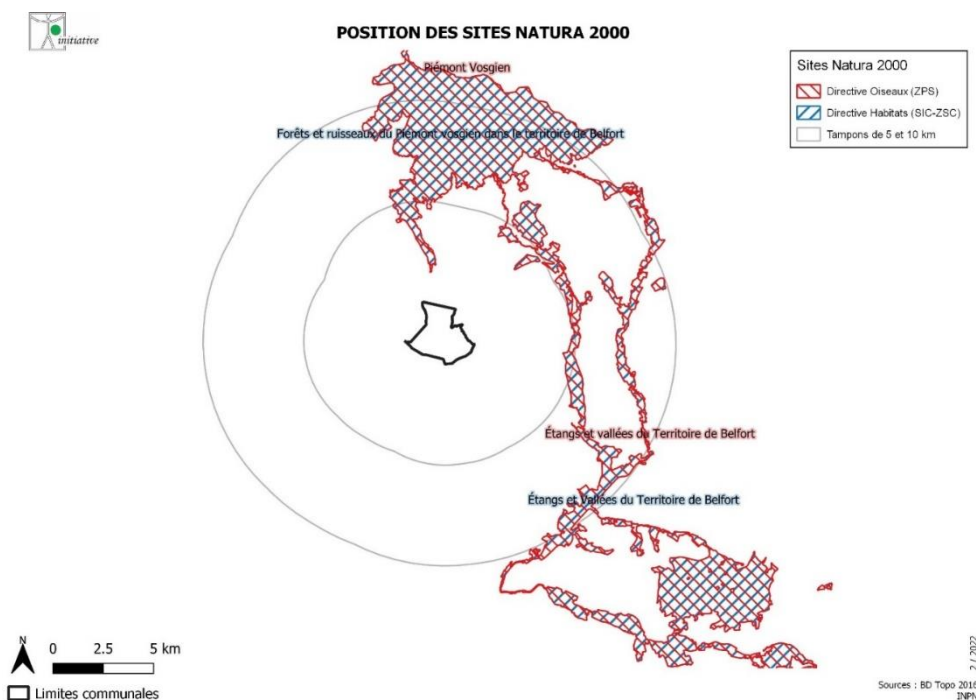 initiative
POSITION DES SITES NATURA 2000
Sites Natura 2000
Directive Oiseaux (ZPS)
Directive Habitats (SIC-ZSC)
Tampons de 5 et 10 km
Piémont Vosgien
Forêts et ruisseaux du Piémont vosgien dans le territoire de Belfort
Étangs et vallées du Territoire de Belfort
Étangs et Vallées du Territoire de Belfort
N
0 2.5 5 km
Limites communales
2 / 2022
Sources : BD Topo 2016
INPN